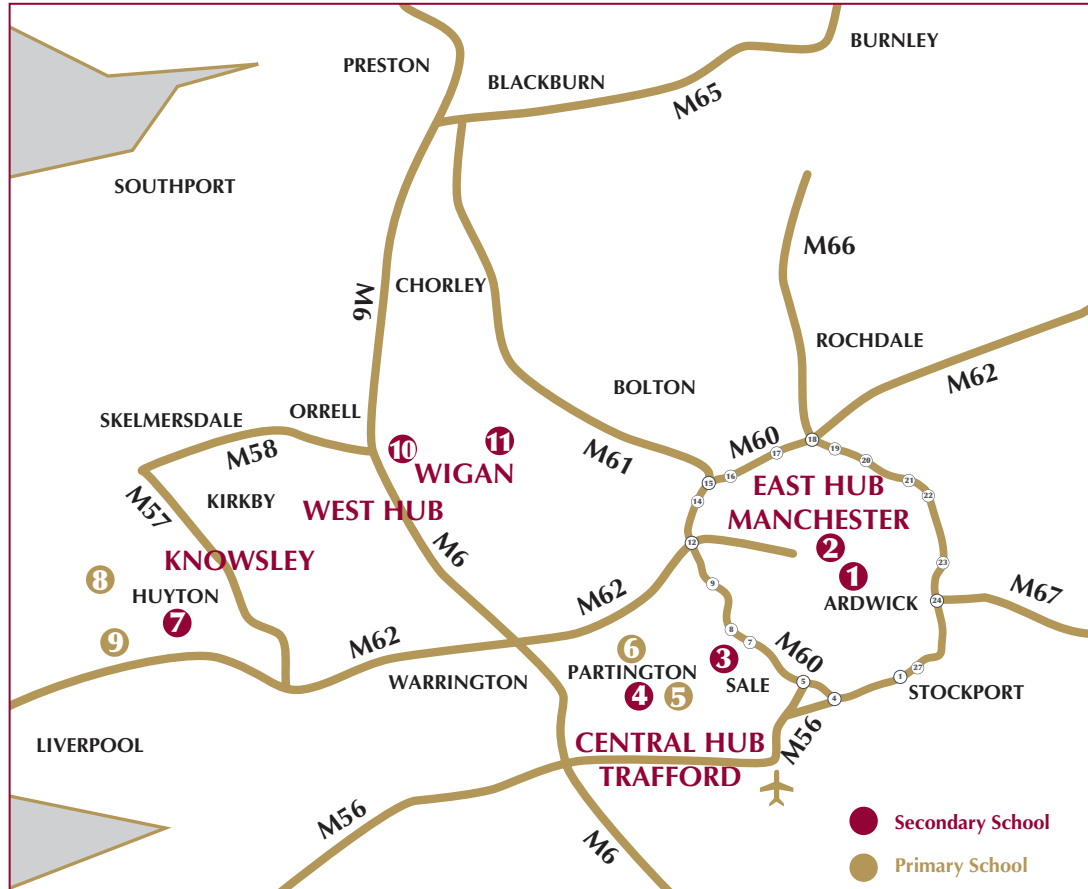 BURNLEY
PRESTON
BLACKBURN
M65
SOUTHPORT
M66
CHORLEY
M6
ROCHDALE
M62
BOLTON
ORRELL
SKELMERSDALE
M58
10
11
WIGAN
M61
M60
18
19
17
20
16
15
21
22
14
EAST HUB
MANCHESTER
M57
KIRKBY
WEST HUB
KNOWSLEY
M6
12
2
1
23
24
ARDWICK
M67
8
HUYTON
7
9
M62
9
M62
8
7
6
3
M60
27
1
PARTINGTON
4
5
SALE
5
4
STOCKPORT
WARRINGTON
LIVERPOOL
CENTRAL HUB
TRAFFORD
M56
M56
M6
Secondary School
Primary School